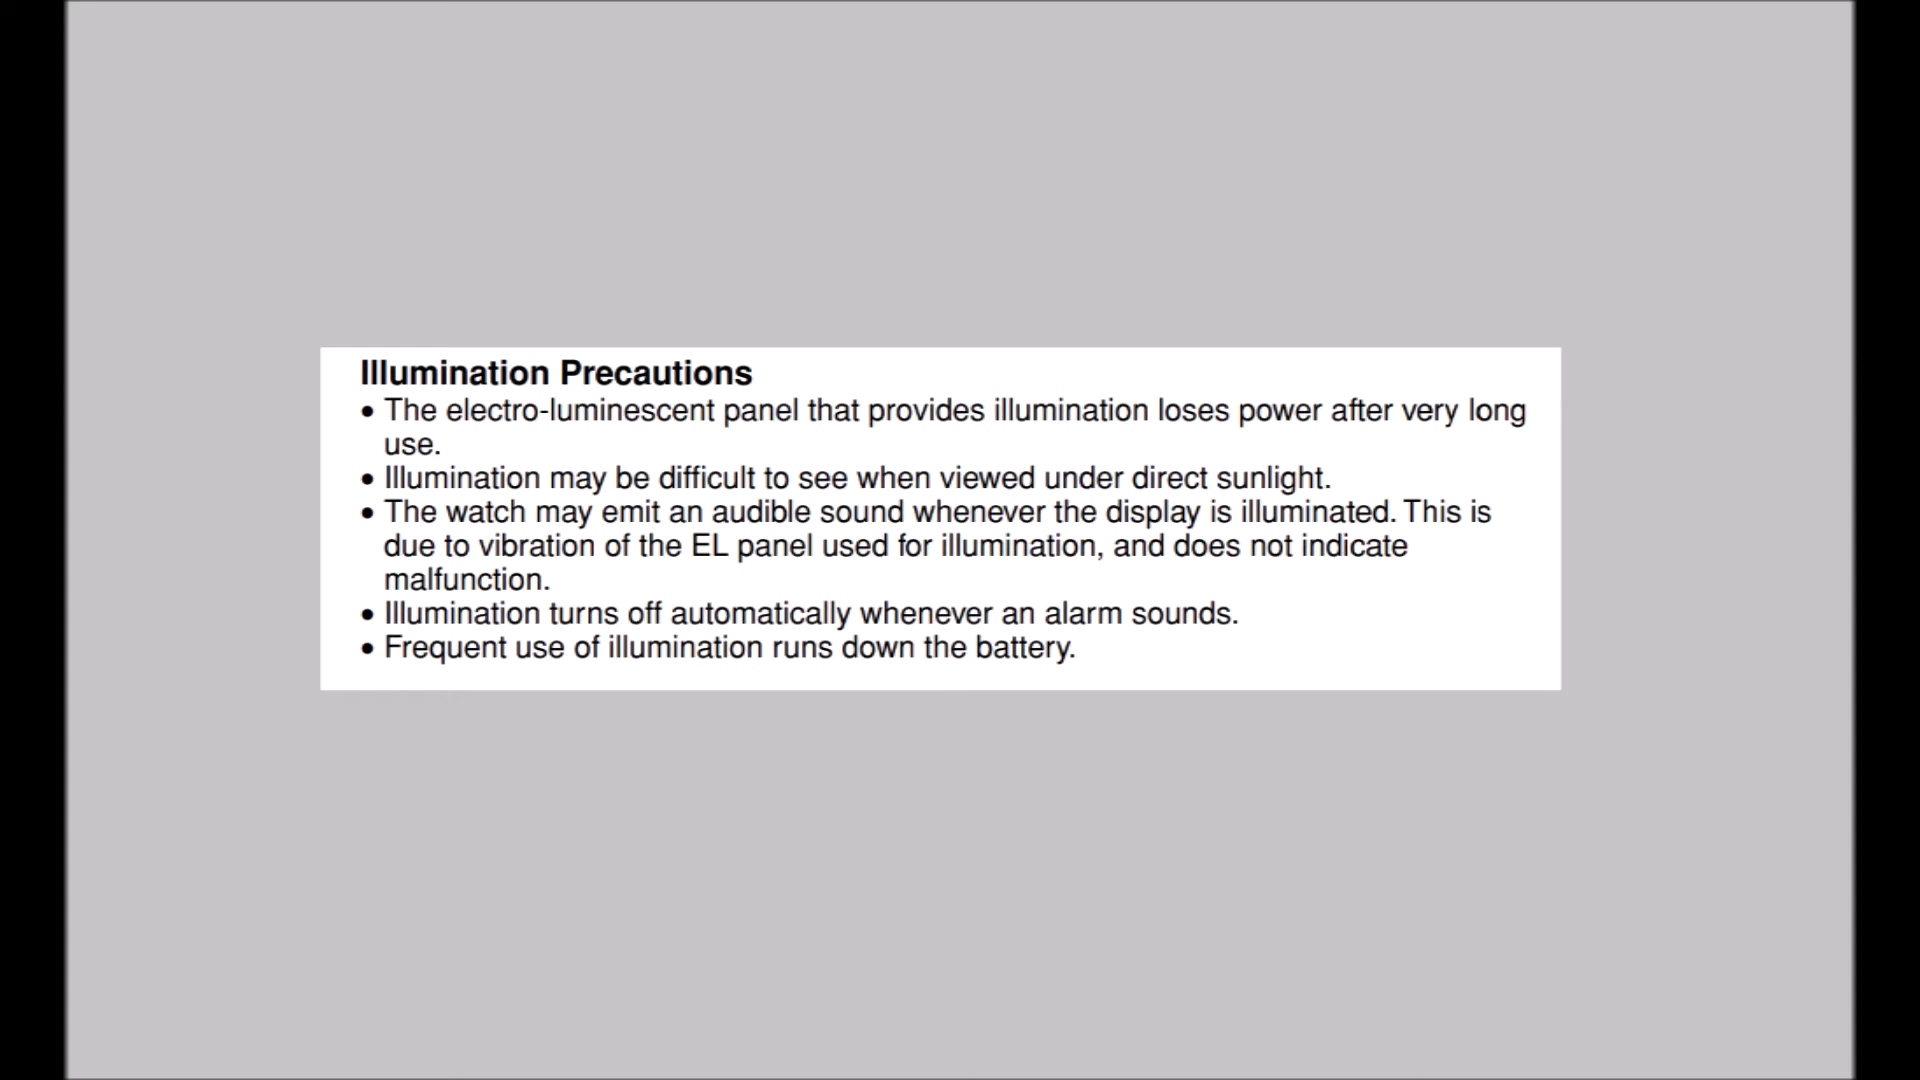 Illumination Precautions
• The electro-luminescent panel that provides illumination loses power after very long
use.
• Illumination may be difficult to see when viewed under direct sunlight.
• The watch may emit an audible sound whenever the display is illuminated. This is
due to vibration of the EL panel used for illumination, and does not indicate
malfunction.
• Illumination turns off automatically whenever an alarm sounds.
• Frequent use of illumination runs down the battery.